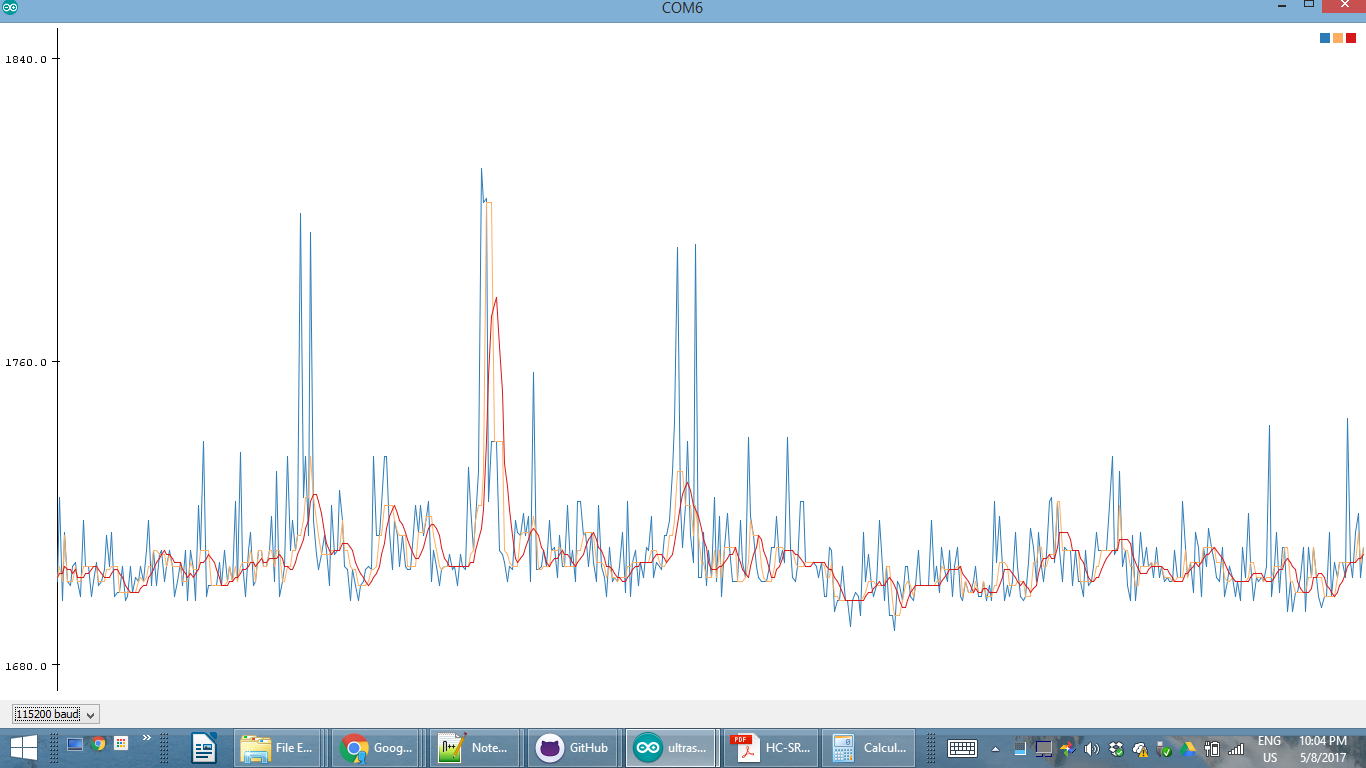 COM6
1840.0
1760.0
1680.0
115200 baud
»
File E...
Goog...
Note...
GitHub
ultras...
PDF
HC-SR...
Calcul...
ENG
US
10:04 PM
5/8/2017